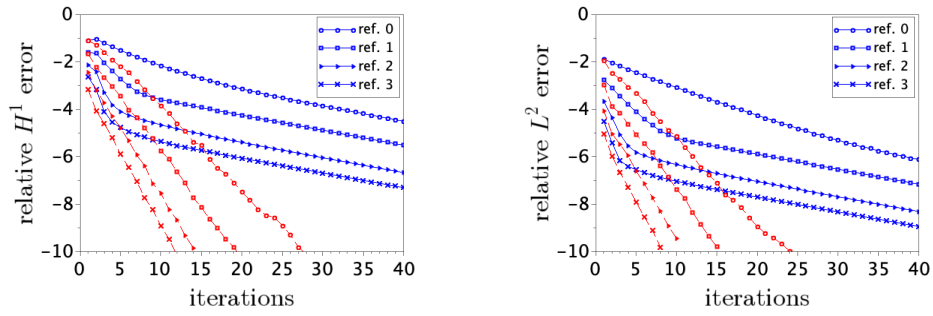 relative H¹ error
0
−2
−4
−6
−8
−10
0 5 10 15 20 25 30 35 40
iterations
ref. 0
ref. 1
ref. 2
ref. 3
relative L² error
0
−2
−4
−6
−8
−10
0 5 10 15 20 25 30 35 40
iterations
ref. 0
ref. 1
ref. 2
ref. 3